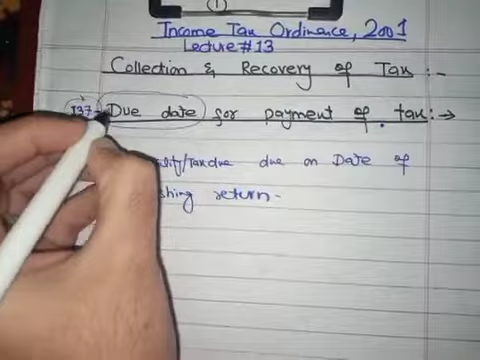 ①
Income Tax Ordinance, 2001
Lecture #13
Collection & Recovery of Tax :-
137- Due date for payment of tax:→
/Tax due due on Date of
return.